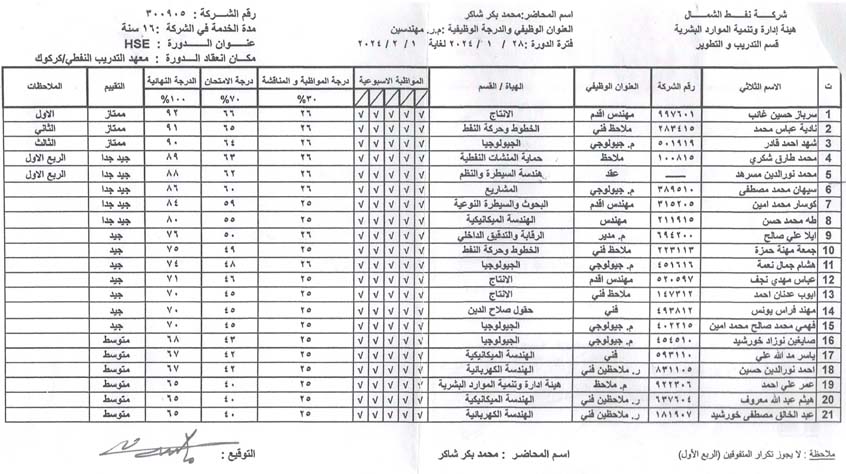 شركة نفط الشمال
هيئة إدارة وتنمية الموارد البشرية
قسم التدريب و التطوير
اسم المحاضر: محمد بكر شاكر
العنوان الوظيفي والدرجة الوظيفية :م.ر. مهندسين
فترة الدورة : ٢٨ / ١ / ٢٠٢٤ لغاية ١ / ٢ / ٢٠٢٤
رقم الشركة : ٣٠٠٩٠٥
مدة الخدمة في الشركة :١٦ سنة
عنوان الدورة : HSE
مكان انعقاد الدورة : معهد التدريب النفطي/كركوك
ت الاسم الثلاثي رقم الشركة العنوان الوظيفي الهيأة / القسم المواظبة الاسبوعية درجة المواظبة و المناقشة درجة الامتحان الدرجة النهائية التقييم الملاحظات
٣٠% ٧٠% ١٠٠%
1 سرباز حسين غائب ٩٩٧٦٠١ مهندس اقدم الانتاج √ √ √ √ √ ٢٦ ٦٦ ٩٢ ممتاز الاول
2 نادية عباس محمد ٢٨٣٤١٥ ملاحظ فني الخطوط وحركة النفط √ √ √ √ √ ٢٦ ٦٥ ٩١ ممتاز الثاني
3 شهد احمد قادر ٥٠١٩١٩ م. جيولوجي الجيولوجيا √ √ √ √ √ ٢٦ ٦٤ ٩٠ ممتاز الثالث
4 محمد طارق شكري ١٠٠٨١٥ ملاحظ حماية المنشات النفطية √ √ √ √ √ ٢٦ ٦٣ ٨٩ جيد جدا الربع الاول
5 محمد نورالدين مسرهد —— عقد هندسة السيطرة والنظم √ √ √ √ √ ٢٦ ٦٢ ٨٨ جيد جدا الربع الاول
6 سيهان محمد مصطفى ٣٨٩٥١٠ م. جيولوجي المشاريع √ √ √ √ √ ٢٦ ٦٠ ٨٦ جيد جدا
7 كوسار محمد امين ٣١٥٢٠٥ مهندس اقدم البحوث والسيطرة النوعية √ √ √ √ √ ٢٥ ٥٩ ٨٤ جيد جدا
8 طه محمد حسن ٢١١٩١٥ مهندس الهندسة الميكانيكية √ √ √ √ √ ٢٥ ٥٥ ٨٠ جيد جدا
9 ايلا علي صالح ٦٩٤٢٠٠ م. مدير الرقابة والتدقيق الداخلي √ √ √ √ √ ٢٦ ٥٠ ٧٦ جيد
10 جمعة مهنة حمزة ٢٢٣١١٣ ملاحظ فني الخطوط وحركة النفط √ √ √ √ √ ٢٦ ٤٩ ٧٥ جيد
11 هشام جمال نعمة ٤٥١٦١٦ م. جيولوجي الجيولوجيا √ √ √ √ √ ٢٦ ٤٨ ٧٤ جيد
12 عباس مهدي نجف ٥٢٠٥٩٧ مهندس أقدم الانتاج √ √ √ √ √ ٢٥ ٤٦ ٧١ جيد
13 ايوب عدنان احمد ١٤٧٣١٢ ملاحظ فني الانتاج √ √ √ √ √ ٢٥ ٤٥ ٧٠ جيد
14 مهند فراس يونس ٤٩٣٨١٢ فني حقول صلاح الدين √ √ √ √ √ ٢٥ ٤٥ ٧٠ جيد
15 فهمي محمد صالح محمد امين ٤٠٢٢١٥ م. جيولوجي الجيولوجيا √ √ √ √ √ ٢٥ ٤٥ ٧٠ جيد
16 صايغين نوزاد خورشيد ٤٥٤٥١٠ م. جيولوجي الجيولوجيا √ √ √ √ √ ٢٥ ٤٣ ٦٨ متوسط
17 ياسر مد الله علي ٥٩٣١١٠ فني الهندسة الميكانيكية √ √ √ √ √ ٢٥ ٤٢ ٦٧ متوسط
18 احمد نورالدين حسين ٨٣١١٠٥ ر. ملاحظين فني الهندسة الكهربائية √ √ √ √ √ ٢٥ ٤٢ ٦٧ متوسط
19 عمر علي احمد ٩٢٢٣٠٦ م. ملاحظ هيئة ادارة وتنمية الموارد البشرية √ √ √ √ √ ٢٥ ٤٠ ٦٥ متوسط
20 هيثم عبد الله معروف ٦٣٧٦٠٤ ر. ملاحظين فني الهندسة الميكانيكية √ √ √ √ √ ٢٥ ٤٠ ٦٥ متوسط
21 عبد الخالق مصطفى خورشيد ١٨١٩٠٧ ر. ملاحظين فني الهندسة الكهربائية √ √ √ √ √ ٢٥ ٤٠ ٦٥ متوسط
ملاحظة : لا يجوز تكرار المتفوقين (الربع الأول)
اسم المحاضر : محمد بكر شاكر
التوقيع :